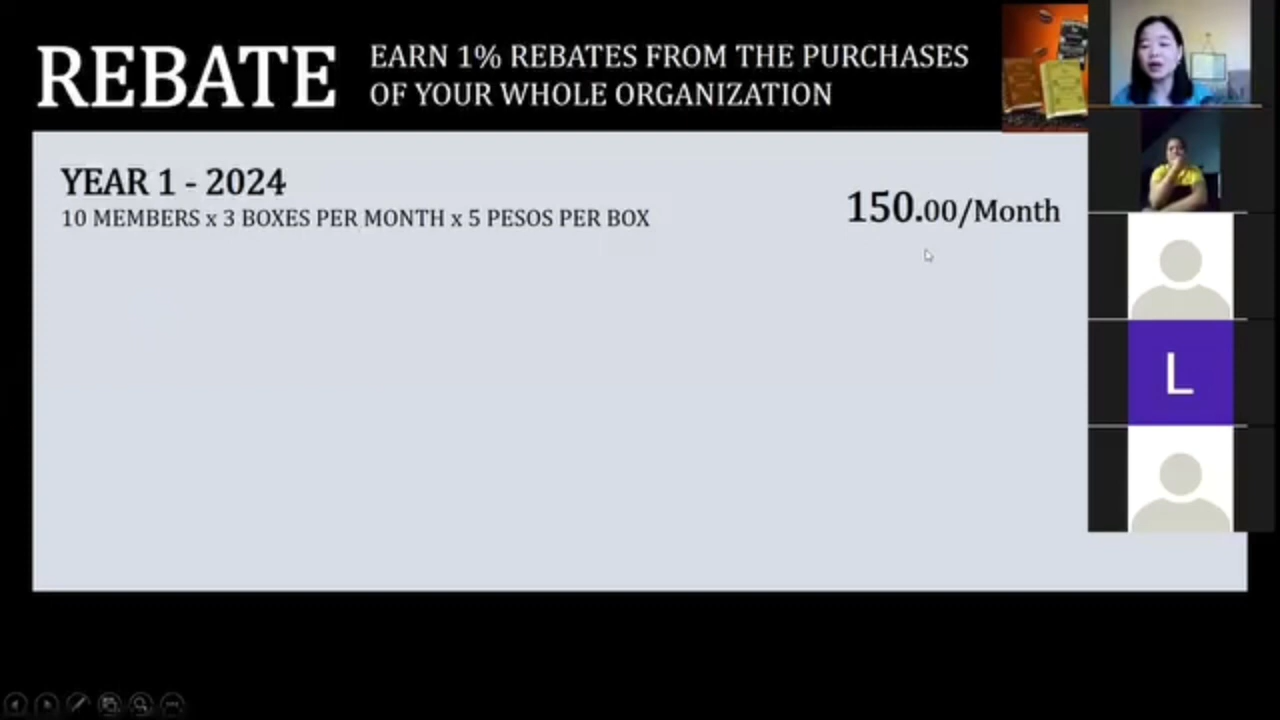 REBATE
EARN 1% REBATES FROM THE PURCHASES
OF YOUR WHOLE ORGANIZATION
YEAR 1 - 2024
10 MEMBERS x 3 BOXES PER MONTH x 5 PESOS PER BOX
150.00/Month
L